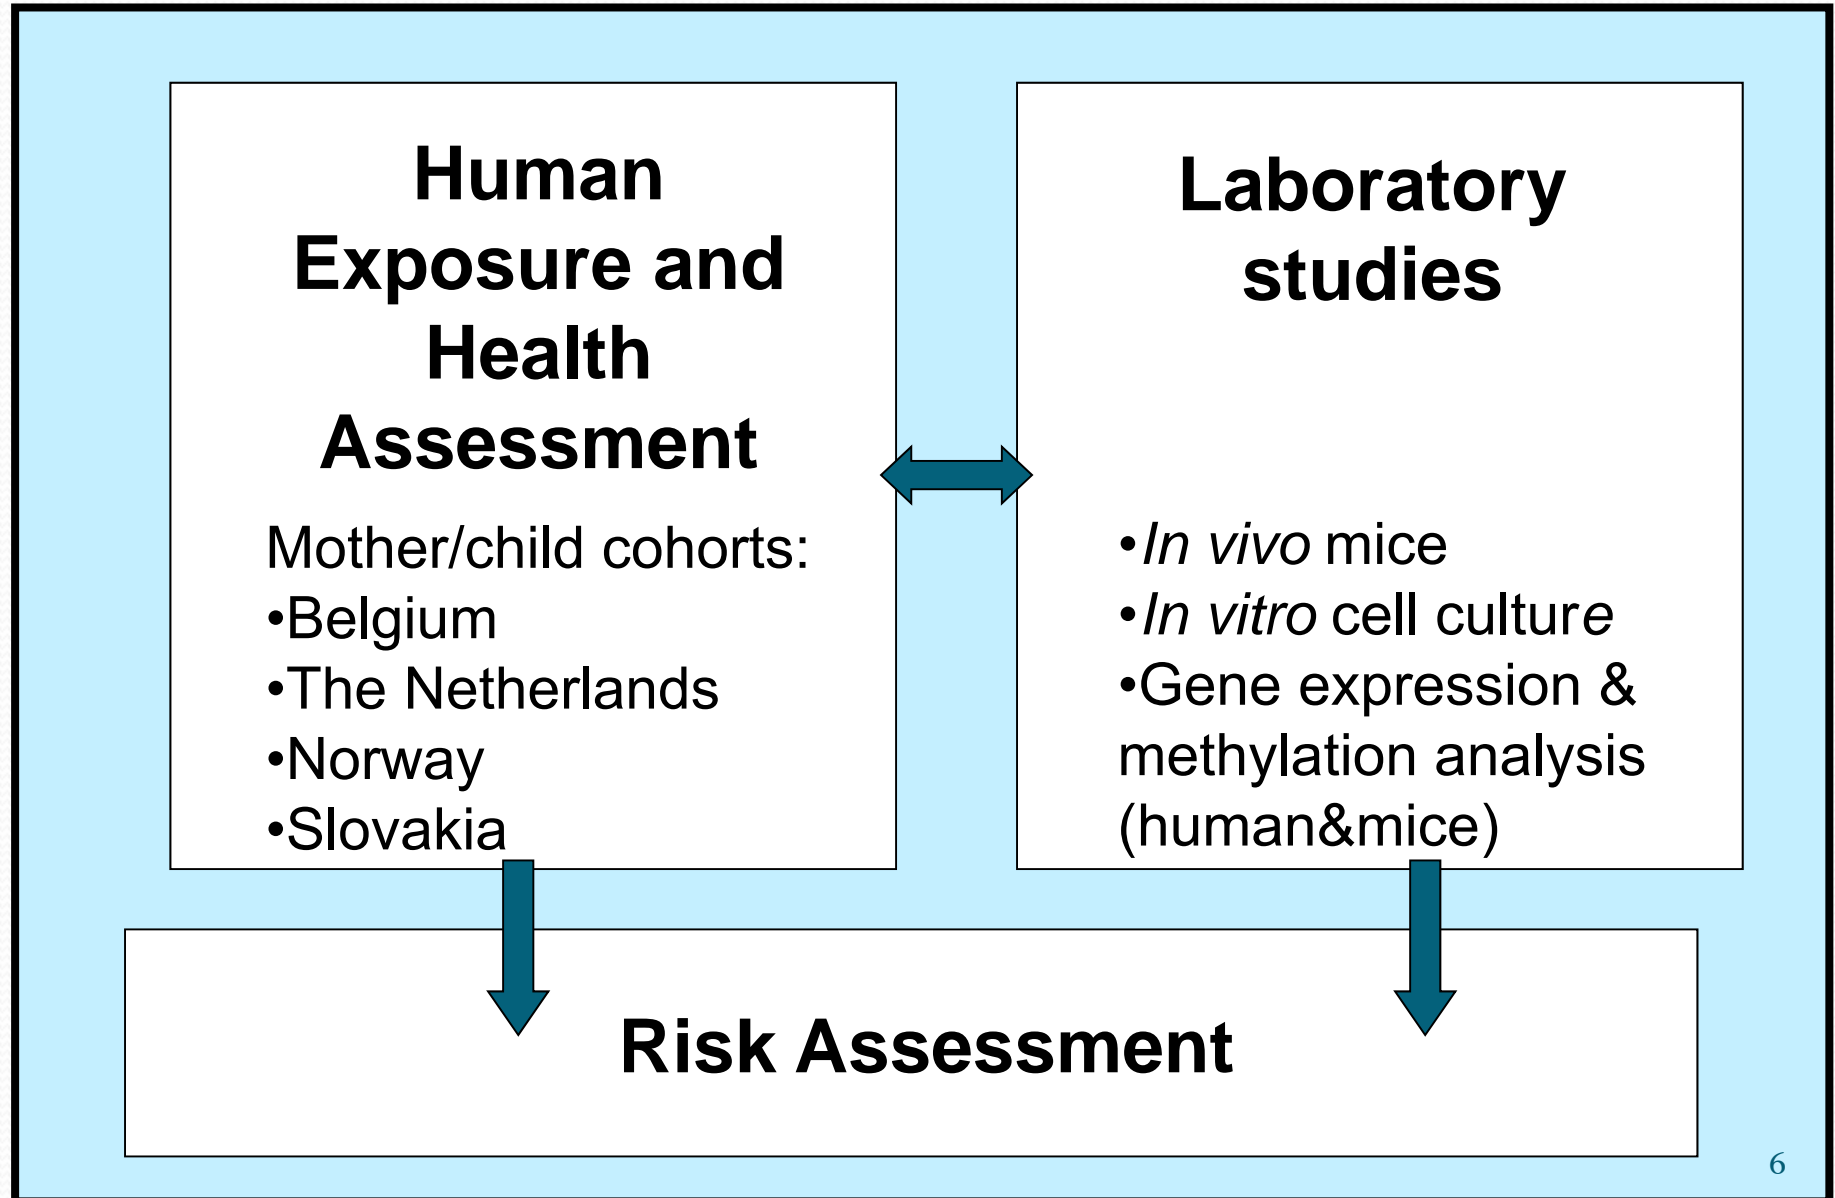 Human
Exposure and
Health
Assessment
Mother/child cohorts:
•Belgium
•The Netherlands
•Norway
•Slovakia
Laboratory
studies
•In vivo mice
•In vitro cell culture
•Gene expression &
methylation analysis
(human&mice)
Risk Assessment
6